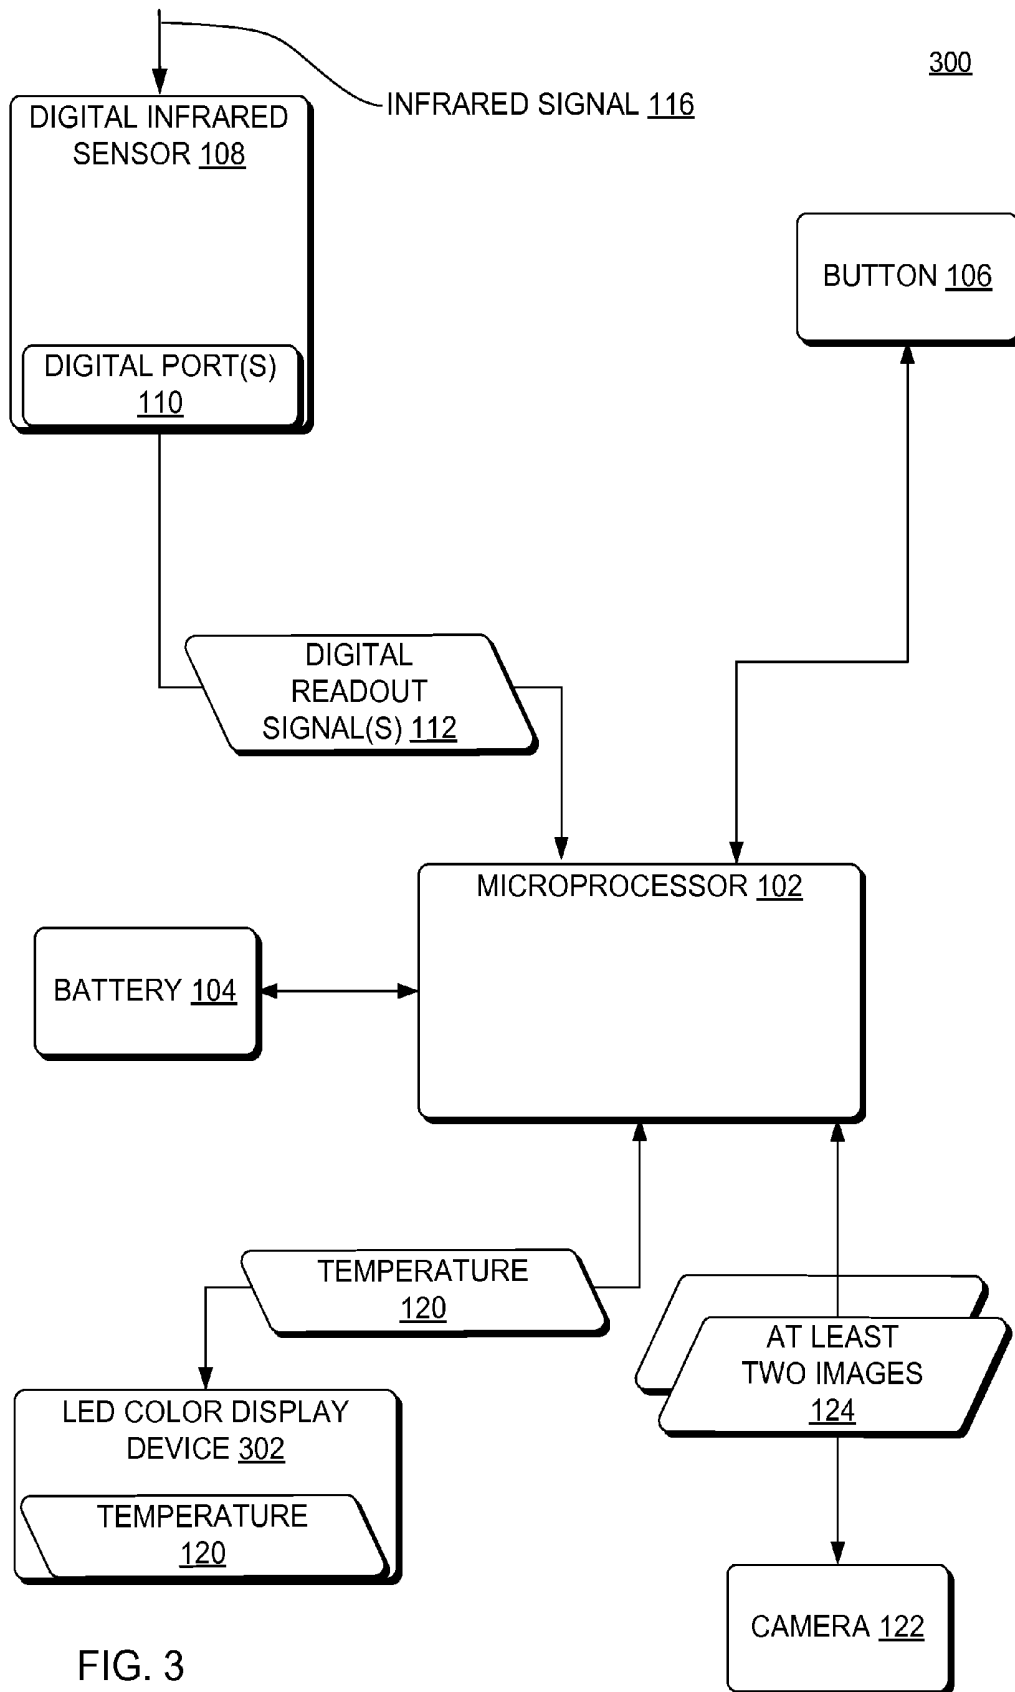 300
INFRARED SIGNAL 116
DIGITAL INFRARED
SENSOR 108
BUTTON 106
DIGITAL PORT(S)
110
DIGITAL
READOUT
SIGNAL(S) 112
MICROPROCESSOR 102
BATTERY 104
TEMPERATURE
120
AT LEAST
TWO IMAGES
124
LED COLOR DISPLAY
DEVICE 302
TEMPERATURE
120
CAMERA 122
FIG. 3